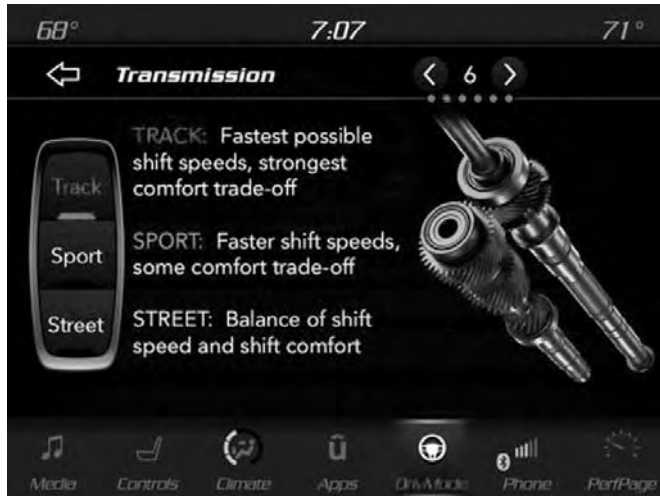 68° 7:07 71°
Transmission 6
TRACK: Fastest possible
shift speeds, strongest
comfort trade-off
Track
SPORT: Faster shift speeds,
some comfort trade-off
Sport
STREET: Balance of shift
speed and shift comfort
Street
Media Controls Climate Apps Phone PerfPage